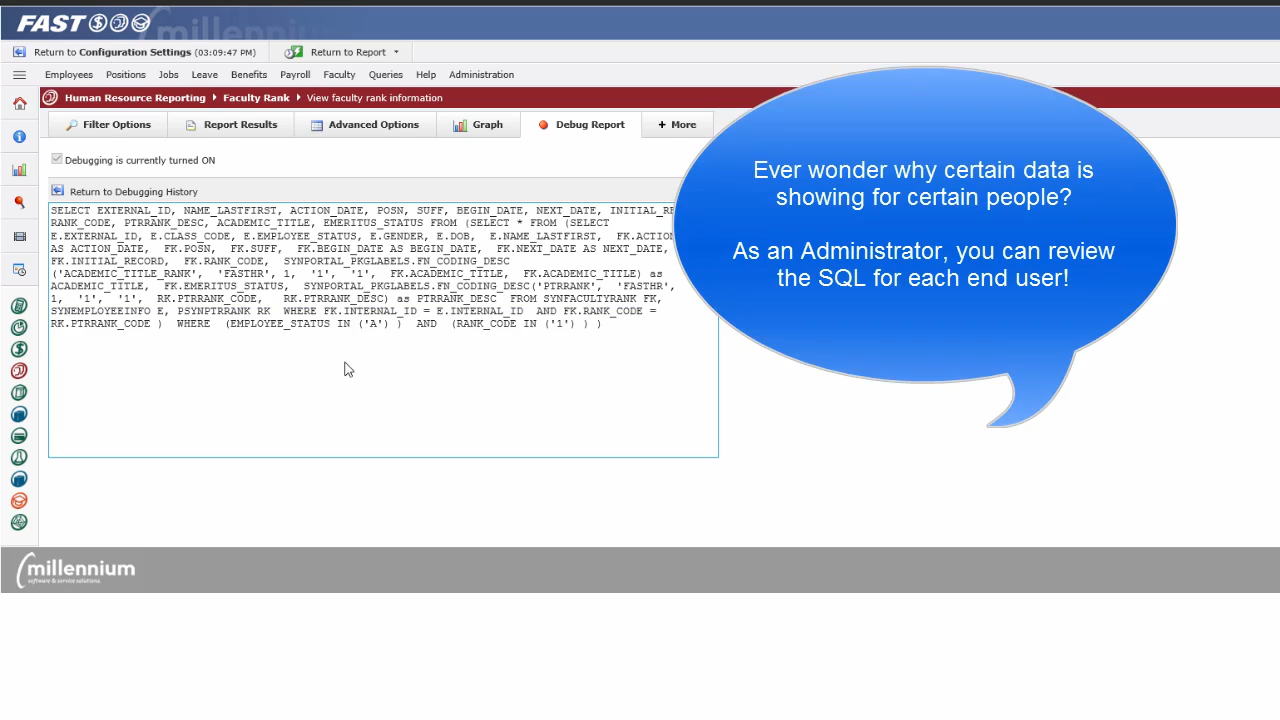 FAST
millennium
Return to Configuration Settings (03:09:47 PM) Return to Report
Employees Positions Jobs Leave Benefits Payroll Faculty Queries Help Administration
Human Resource Reporting Faculty Rank View faculty rank information
Filter Options Report Results Advanced Options Graph Debug Report + More
Debugging is currently turned ON
Return to Debugging History
SELECT EXTERNAL_ID, NAME_LASTFIRST, ACTION_DATE, POSN, SUFF, BEGIN_DATE, NEXT_DATE,
RANK_CODE, PTRRANK_DESC, ACADEMIC_TITLE, EMERITUS_STATUS FROM (SELECT * FROM (SELECT
E.EXTERNAL_ID, E.CLASS_CODE, E.EMPLOYEE_STATUS, E.GENDER, E.DOB, E.NAME_LASTFIRST, FK.ACTION
AS ACTION_DATE, FK.POSN, FK.SUFF, FK.BEGIN_DATE AS BEGIN_DATE, FK.NEXT_DATE AS NEXT_DATE,
FK.INITIAL_RECORD, FK.RANK_CODE, SYNPORTAL_PKGLABELS.FN_CODING_DESC
('ACADEMIC_TITLE_RANK', 'FASTHR', 1, '1', '1', FK.ACADEMIC_TITLE, FK.ACADEMIC_TITLE) as
ACADEMIC_TITLE, FK.EMERITUS_STATUS, SYNPORTAL_PKGLABELS.FN_CODING_DESC('PTRRANK', 'FASTHR',
1, '1', '1', RK.PTRRANK_CODE, RK.PTRRANK_DESC) as PTRRANK_DESC FROM SYNFACULTYRANK FK,
SYNEMPLOYEEINFO E, PSYNPTRRANK RK WHERE FK.INTERNAL_ID = E.INTERNAL_ID AND FK.RANK_CODE =
RK.PTRRANK_CODE ) WHERE (EMPLOYEE_STATUS IN ('A') ) AND (RANK_CODE IN ('1') ) )
Ever wonder why certain data is
showing for certain people?
As an Administrator, you can review
the SQL for each end user!
millennium
software & service solutions.